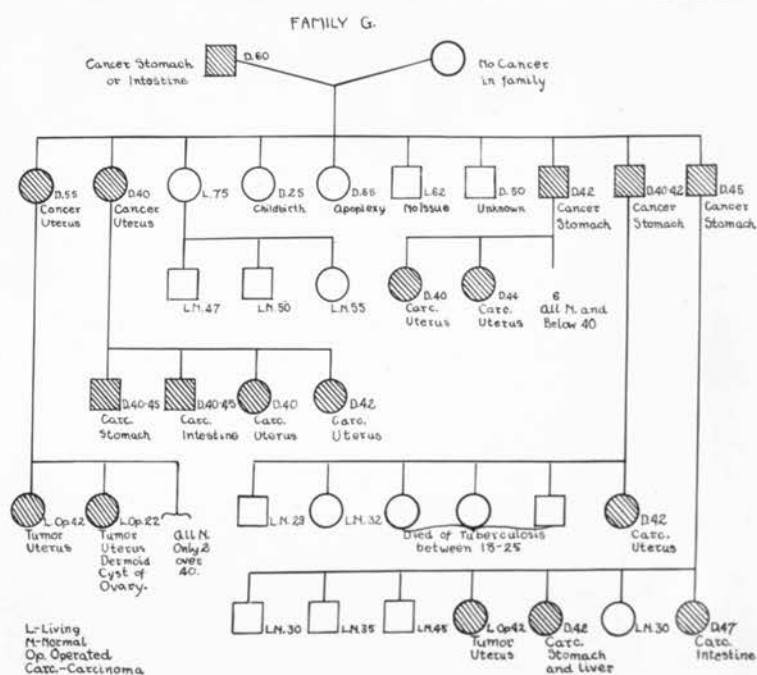 FAMILY G.
D.60
Cancer Stomach
or Intestine
No Cancer
in family
D.55
Cancer
Uterus
D.40
Cancer
Uterus
L.75
D.25
Childbirth
D.66
Apoplexy
L.62
No Issue
D.50
Unknown
D.42
Cancer
Stomach
D.40-42
Cancer
Stomach
D.45
Cancer
Stomach
L.N.47
L.N.50
L.N.55
D.40
Carc.
Uterus
D.44
Carc.
Uterus
6
All N. and
Below 40
D.40-45
Carc.
Stomach
D.40-45
Carc.
Intestine
D.40
Carc.
Uterus
D.42
Carc.
Uterus
L.Op.42
Tumor
Uterus
L.Op.22
Tumor
Uterus
Dermoid
Cyst of
Ovary.
All N.
Only 2
over
40.
L.N.29
L.N.32
Died of Tuberculosis
between 18-25
D.42
Carc.
Uterus
L.N.30
L.N.35
L.N.45
L.Op42
Tumor
Uterus
D.42
Carc.
Stomach
and Liver
L.N.30
D.47
Carc.
Intestine
L-Living
N-Normal
Op. Operated
Carc.-Carcinoma